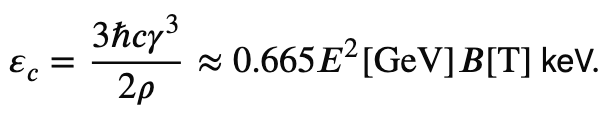 ε_c = 3ħcγ³ / 2ρ ≈ 0.665E²[GeV]B[T] keV.